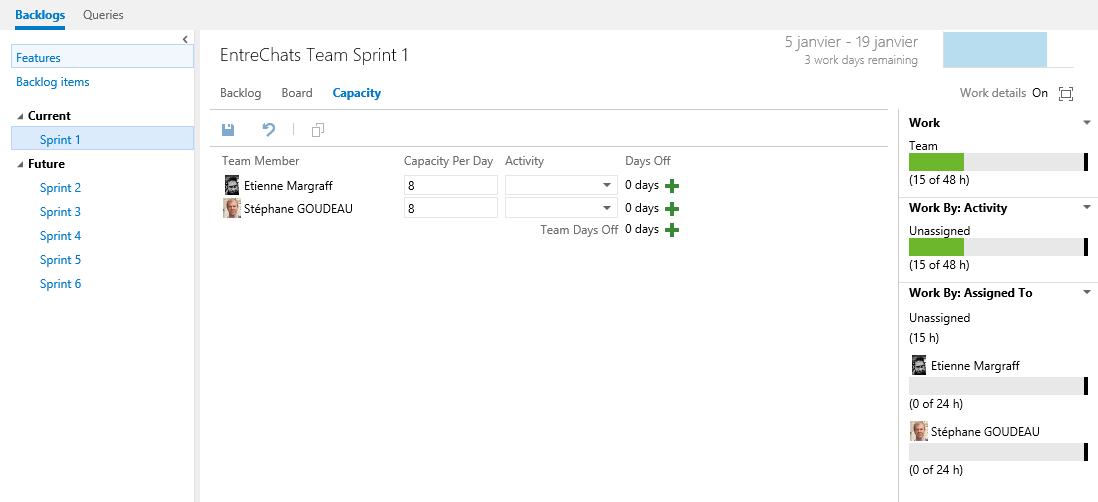 Backlogs Queries
Features
Backlog items
Current
Sprint 1
Future
Sprint 2
Sprint 3
Sprint 4
Sprint 5
Sprint 6
EntreChats Team Sprint 1
5 janvier - 19 janvier
3 work days remaining
Backlog Board Capacity
Work details On
Team Member Capacity Per Day Activity Days Off
Etienne Margraff 8 0 days
Stéphane GOUDEAU 8 0 days
Team Days Off 0 days
Work
Team
(15 of 48 h)
Work By: Activity
Unassigned
(15 of 48 h)
Work By: Assigned To
Unassigned
(15 h)
Etienne Margraff
(0 of 24 h)
Stéphane GOUDEAU
(0 of 24 h)